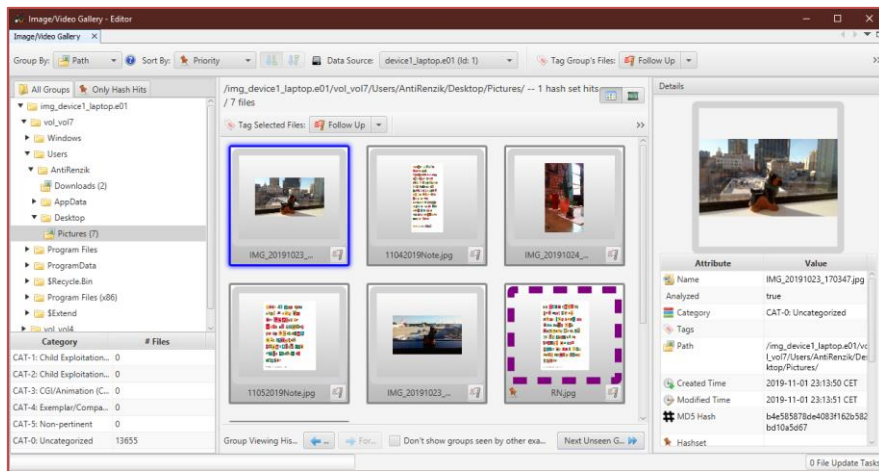 Image/Video Gallery - Editor
Image/Video Gallery X
Group By: Path Sort By: Priority Data Source: device1_laptop.e01 (Id: 1) Tag Group's Files: Follow Up
All Groups Only Hash Hits
img_device1_laptop.e01
vol_vol7
Windows
Users
AntiRenzik
Downloads (2)
AppData
Desktop
Pictures (7)
Program Files
ProgramData
$Recycle.Bin
Program Files (x86)
$Extend
vol_vol4
Category # Files
CAT-1: Child Exploitation... 0
CAT-2: Child Exploitation... 0
CAT-3: CGI/Animation (C... 0
CAT-4: Exemplar/Compa... 0
CAT-5: Non-pertinent 0
CAT-0: Uncategorized 13655
/img_device1_laptop.e01/vol_vol7/Users/AntiRenzik/Desktop/Pictures/ -- 1 hash set hits
/ 7 files
Tag Selected Files: Follow Up
IMG_20191023_... 11042019Note.jpg IMG_20191024_...
11052019Note.jpg IMG_20191023_... RN.jpg
Group Viewing His... ... For... Don't show groups seen by other exa... Next Unseen G...
Details
Attribute Value
Name IMG_20191023_170347.jpg
Analyzed true
Category CAT-0: Uncategorized
Tags
Path /img_device1_laptop.e01/vo
l_vol7/Users/AntiRenzik/Des
ktop/Pictures/
Created Time 2019-11-01 23:13:50 CET
Modified Time 2019-11-01 23:13:51 CET
MD5 Hash b4e585878de4083f162b582
bd10a5d67
Hashset
0 File Update Tasks